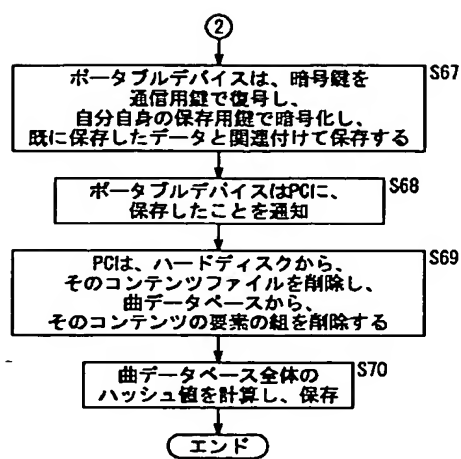 ②
S67
ポータブルデバイスは、暗号鍵を
通信用鍵で復号し、
自分自身の保存用鍵で暗号化し、
既に保存したデータと関連付けて保存する
S68
ポータブルデバイスはPCに、
保存したことを通知
S69
PCは、ハードディスクから、
そのコンテンツファイルを削除し、
曲データベースから、
そのコンテンツの要素の組を削除する
S70
曲データベース全体の
ハッシュ値を計算し、保存
エンド